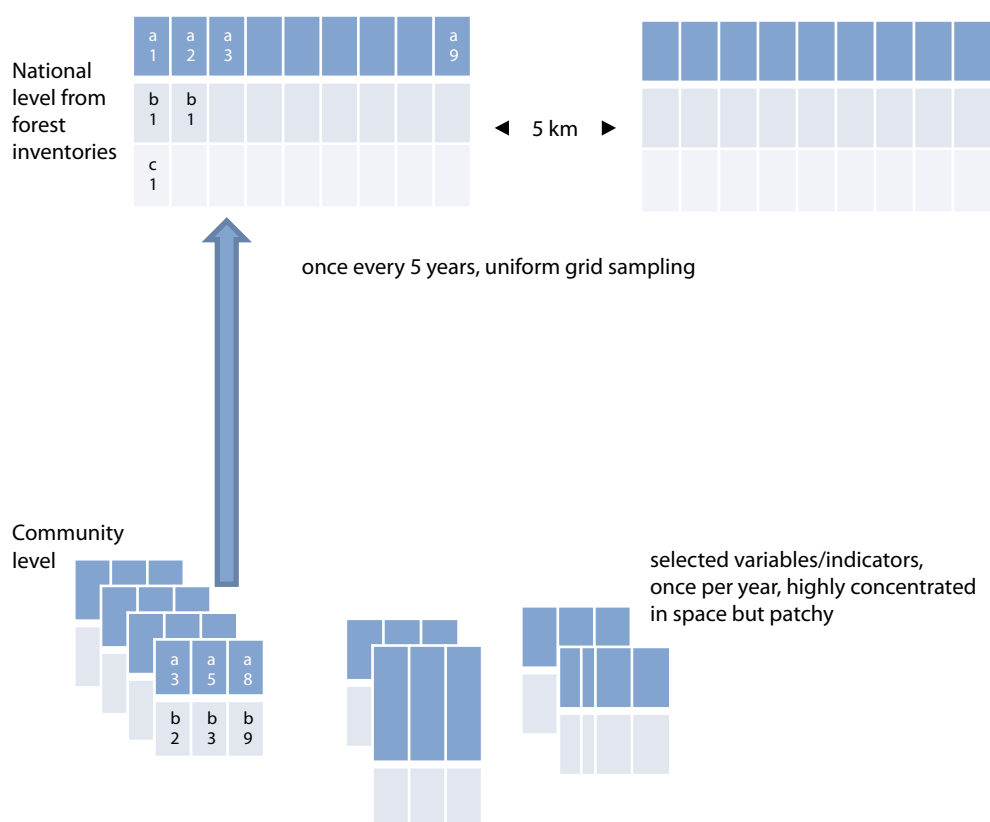 a a a a
1 2 3 9
National
level from
forest
inventories
b b
1 1
◄ 5 km ►
c
1
once every 5 years, uniform grid sampling
Community
level
selected variables/indicators,
once per year, highly concentrated
in space but patchy
a a a
3 5 8
b b b
2 3 9